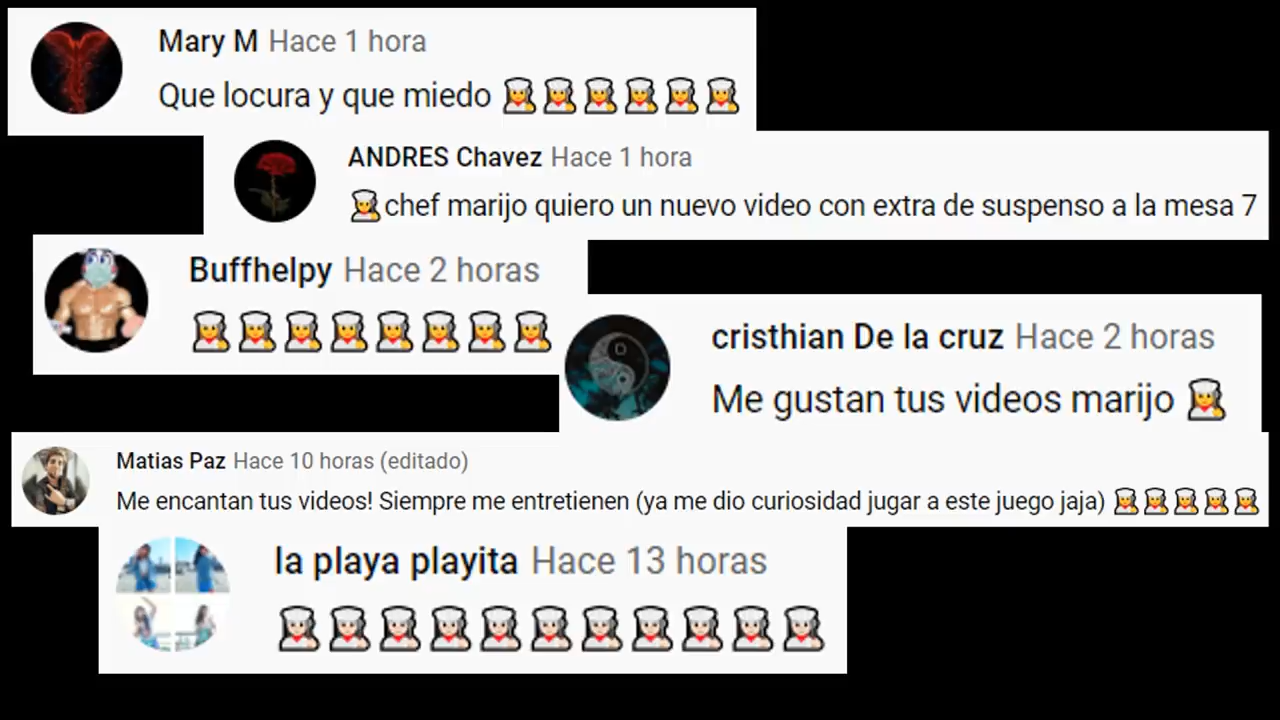 Mary M Hace 1 hora
Que locura y que miedo 👩‍🍳👩‍🍳👩‍🍳👩‍🍳👩‍🍳👩‍🍳
ANDRES Chavez Hace 1 hora
👩‍🍳chef marijo quiero un nuevo video con extra de suspenso a la mesa 7
Buffhelpy Hace 2 horas
👩‍🍳👩‍🍳👩‍🍳👩‍🍳👩‍🍳👩‍🍳👩‍🍳👩‍🍳
cristhian De la cruz Hace 2 horas
Me gustan tus videos marijo 👩‍🍳
Matias Paz Hace 10 horas (editado)
Me encantan tus videos! Siempre me entretienen (ya me dio curiosidad jugar a este juego jaja) 👩‍🍳👩‍🍳👩‍🍳👩‍🍳👩‍🍳
la playa playita Hace 13 horas
👩🏻‍🍳👩🏻‍🍳👩🏻‍🍳👩🏻‍🍳👩🏻‍🍳👩🏻‍🍳👩🏻‍🍳👩🏻‍🍳👩🏻‍🍳👩🏻‍🍳👩🏻‍🍳